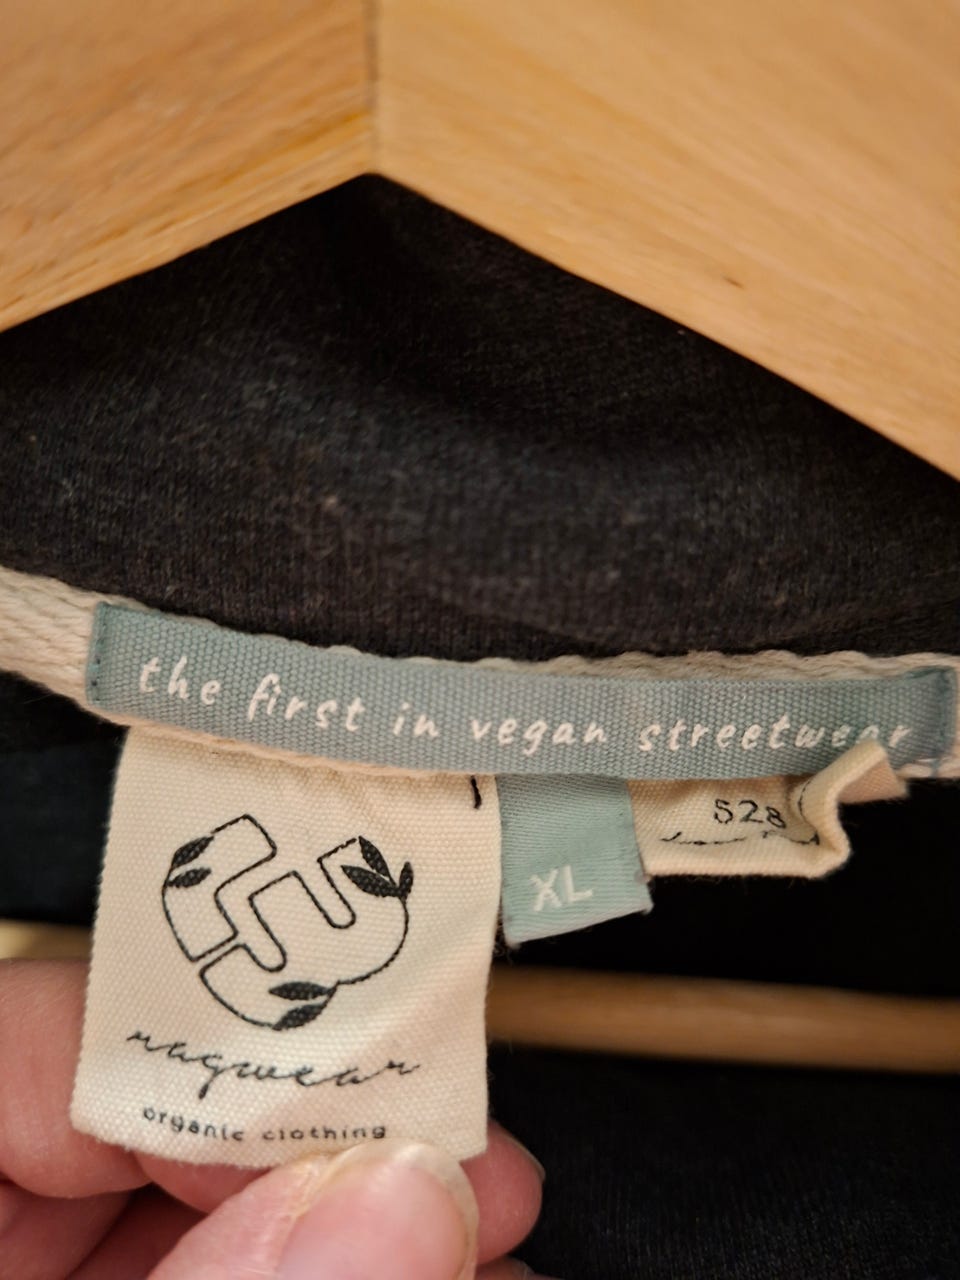 the first in vegan streetwear
XL
528
ragwear
organic clothing